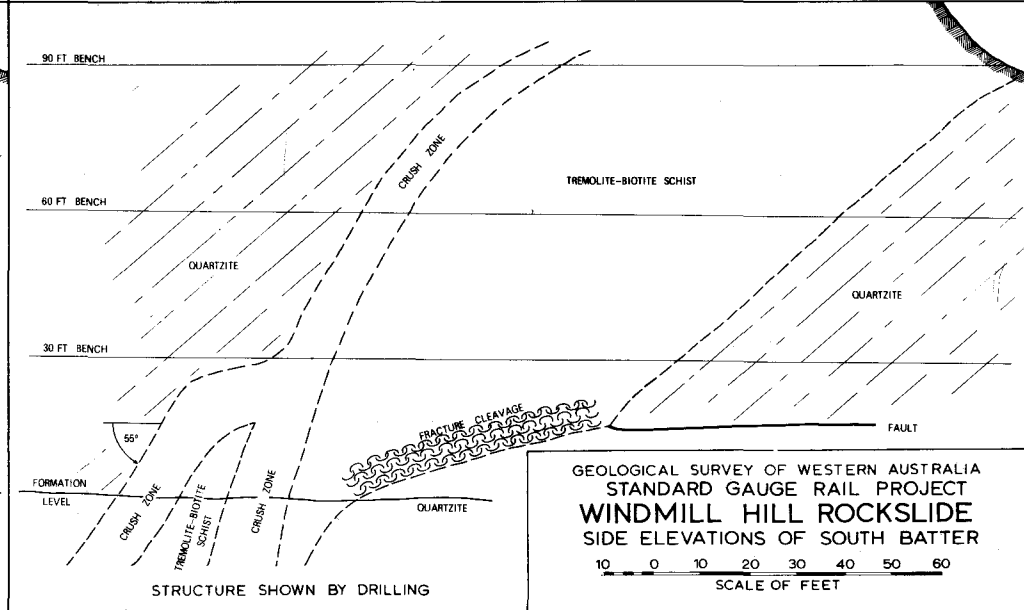 90 FT BENCH
CRUSH ZONE
TREMOLITE-BIOTITE SCHIST
60 FT BENCH
QUARTZITE
QUARTZITE
30 FT BENCH
FRACTURE CLEAVAGE
55°
FAULT
FORMATION
LEVEL
CRUSH ZONE
TREMOLITE-BIOTITE
SCHIST
CRUSH ZONE
QUARTZITE
STRUCTURE SHOWN BY DRILLING
GEOLOGICAL SURVEY OF WESTERN AUSTRALIA
STANDARD GAUGE RAIL PROJECT
WINDMILL HILL ROCKSLIDE
SIDE ELEVATIONS OF SOUTH BATTER
10 0 10 20 30 40 50 60
SCALE OF FEET